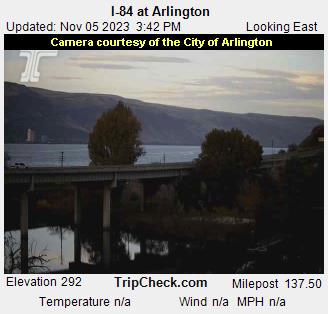 I-84 at Arlington
Updated: Nov 05 2023 3:42 PM Looking East
Camera courtesy of the City of Arlington
Elevation 292 TripCheck.com Milepost 137.50
Temperature n/a Wind n/a MPH n/a